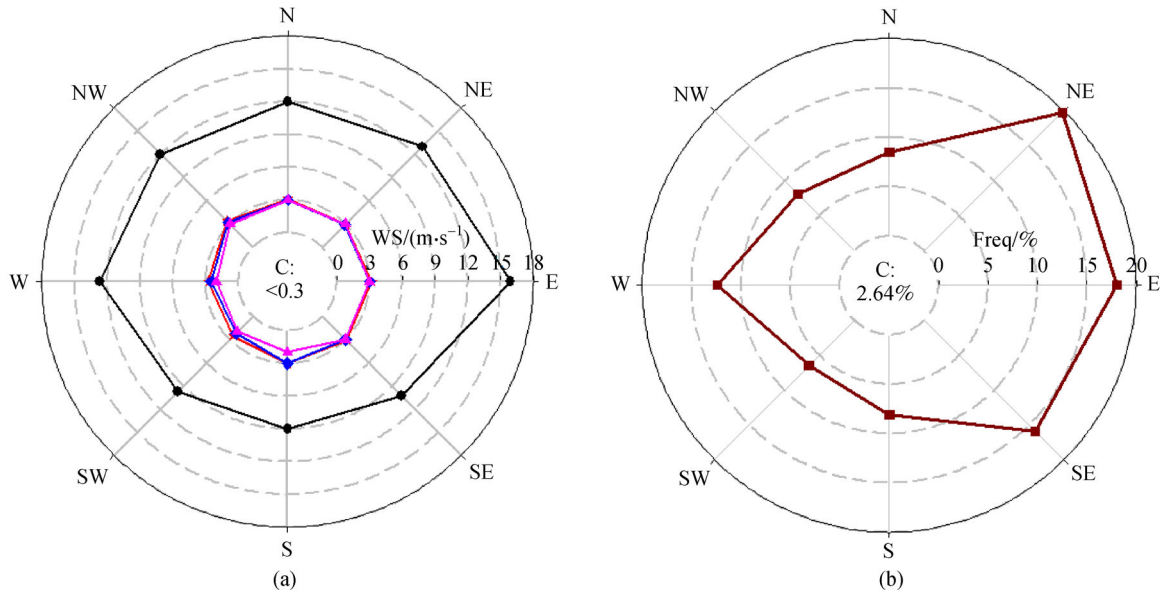 N
NW
NE
WS/(m·s⁻¹)
W
C:
<0.3
0 3 6 9 12 15 18
E
SW
SE
S
(a)
N
NW
NE
Freq/%
W
C:
2.64%
0 5 10 15 20
E
SW
SE
S
(b)